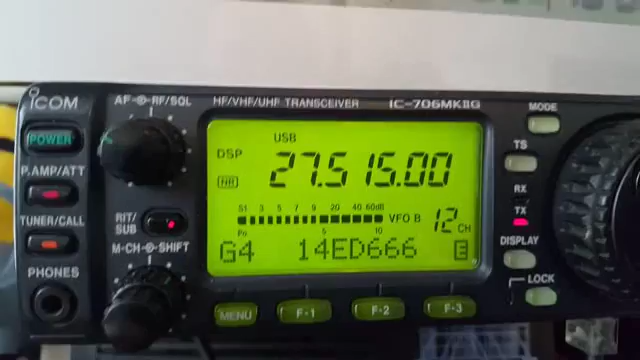 ICOM AF-RF/SQL HF/VHF/UHF TRANSCEIVER IC-706MKIIG
MODE
POWER
DSP USB
27.515.00
TS
P.AMP/ATT
NR
RX
S1 3 5 7 9 20 40 60dB
TUNER/CALL
RIT/SUB
VFO B 12 CH
TX
Po 5 10
M-CH-SHIFT
G4 14ED666 E
DISPLAY
PHONES
LOCK
MENU F-1 F-2 F-3